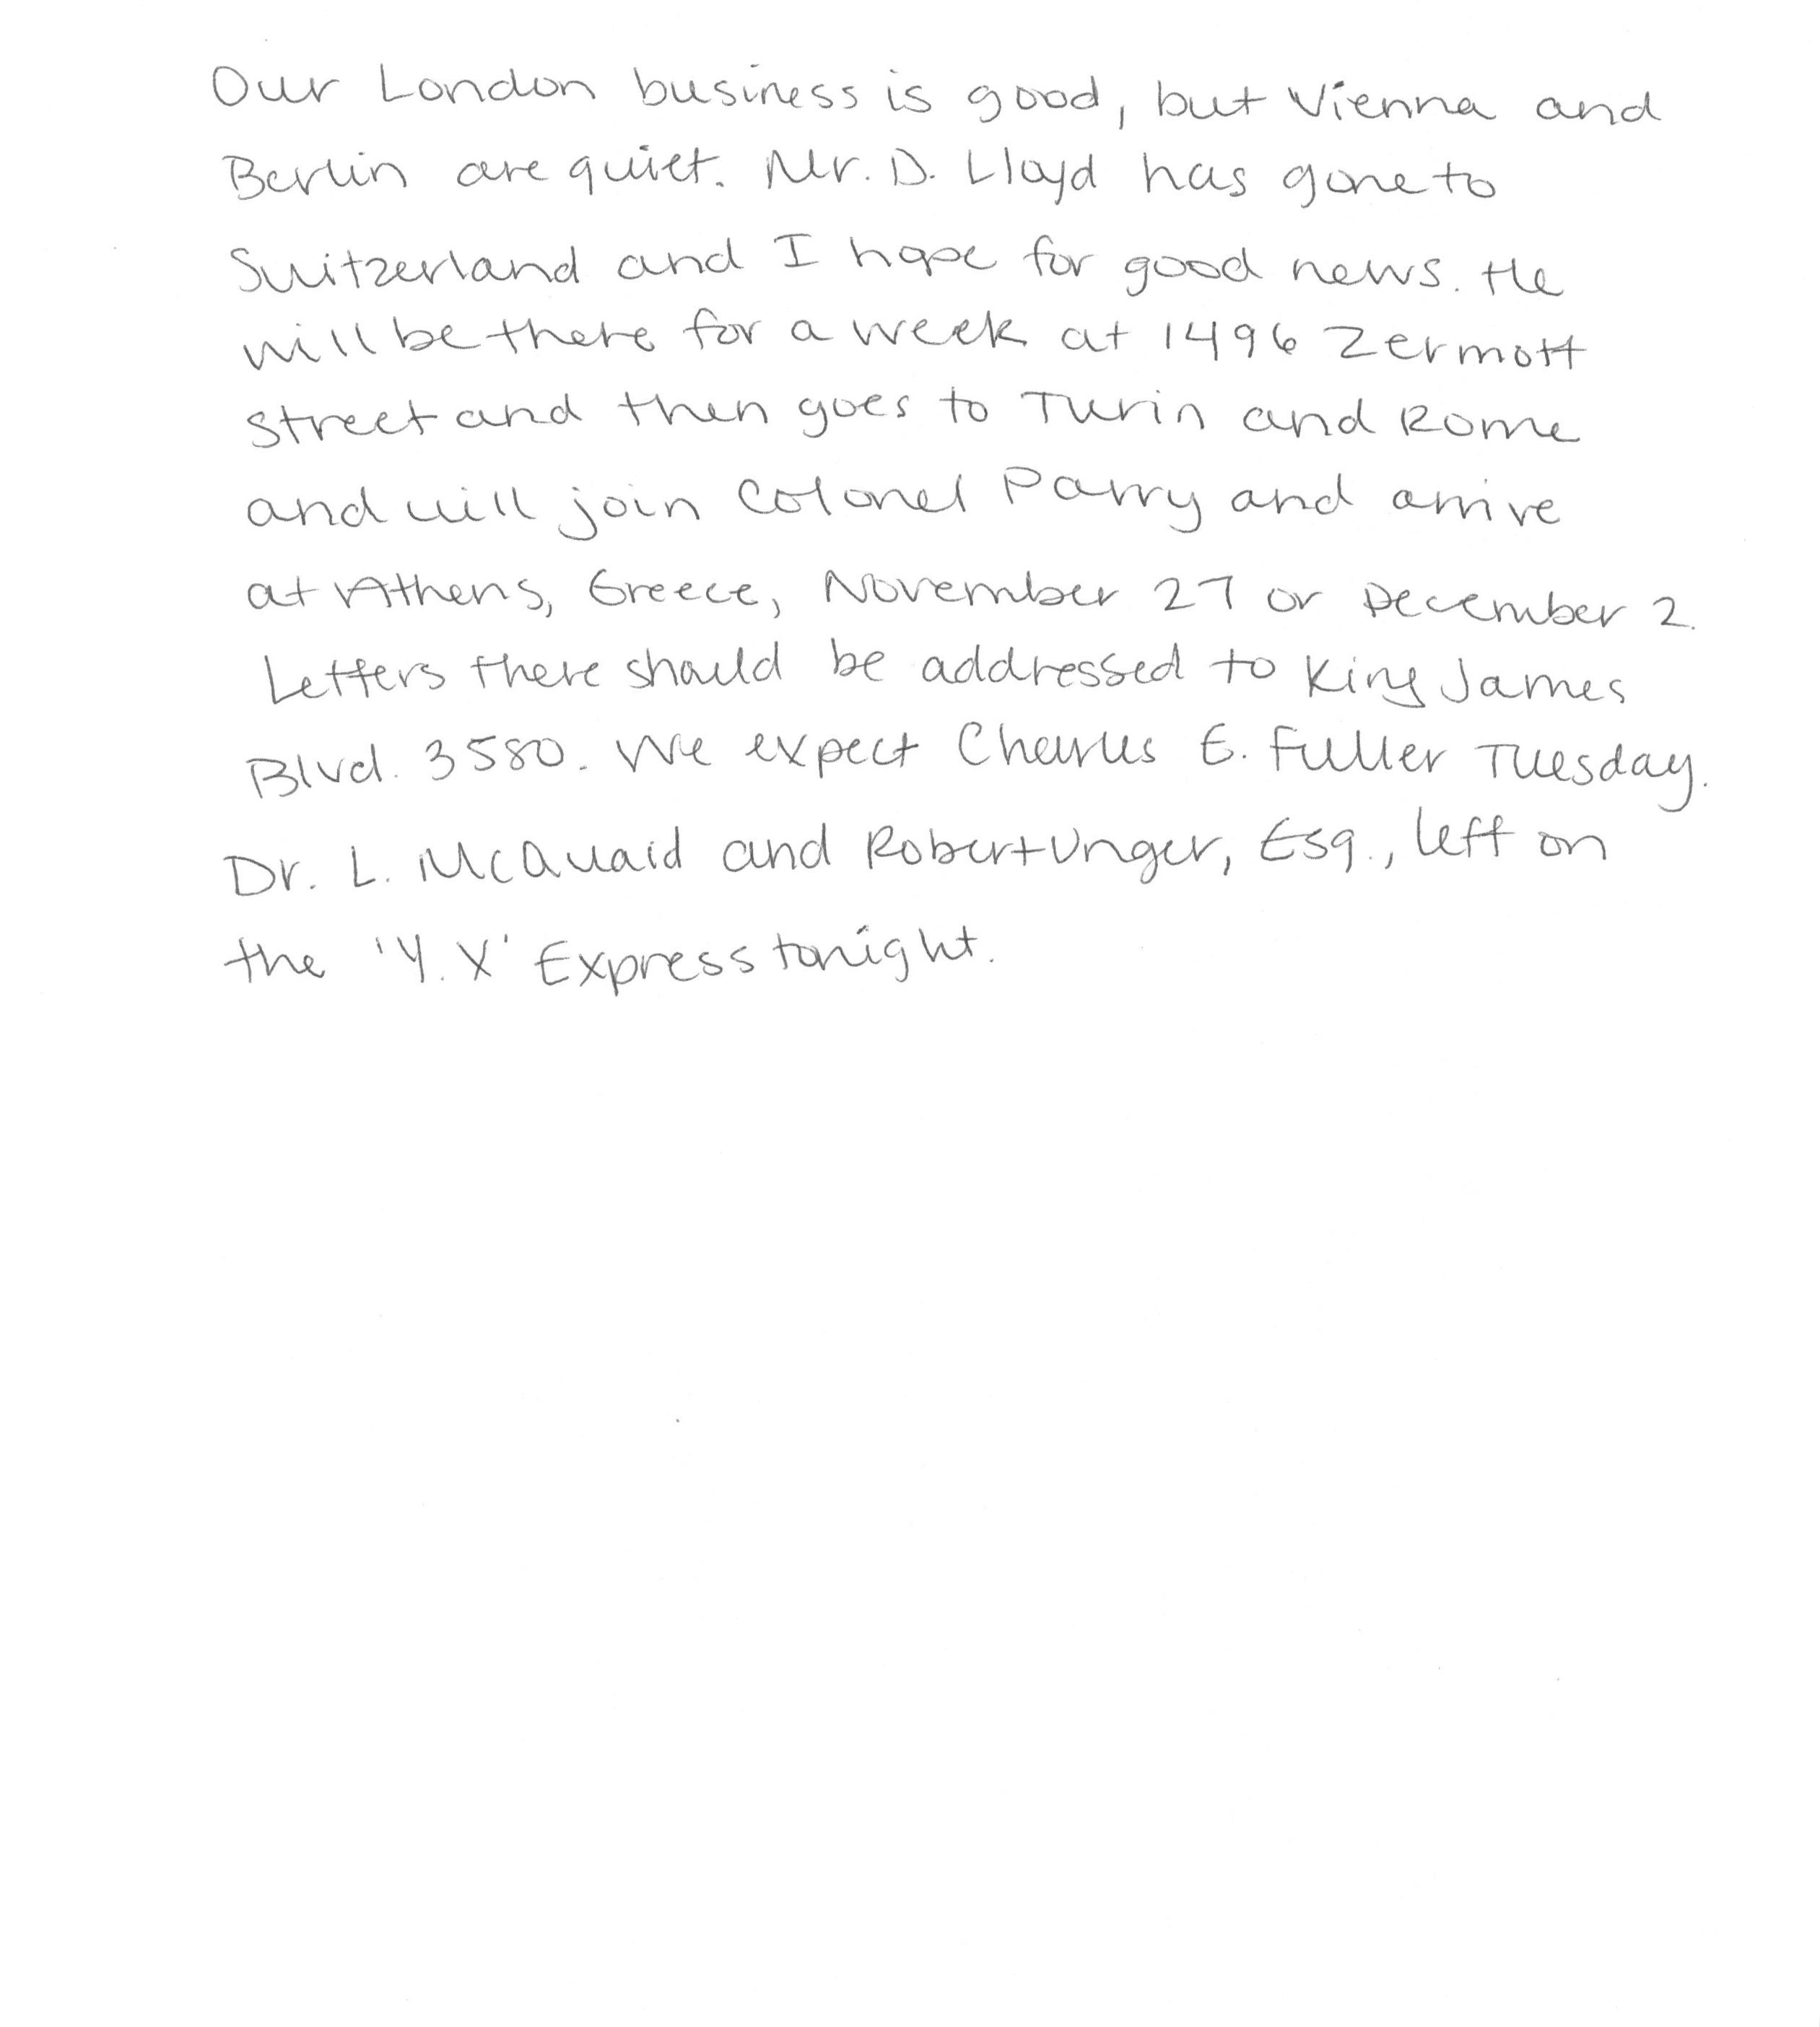 Our London business is good, but Vienna and
Berlin are quiet. Mr. D. Lloyd has gone to
Switzerland and I hope for good news. He
will be there for a week at 1496 Zermott
street and then goes to Turin and Rome
and will join Colonel Parry and arrive
at Athens, Greece, November 27 or December 2.
Letters there should be addressed to King James
Blvd. 3580. We expect Charles E. Fuller Tuesday.
Dr. L. McQuaid and Robert Unger, Esq., left on
the 'Y.X' Express tonight.